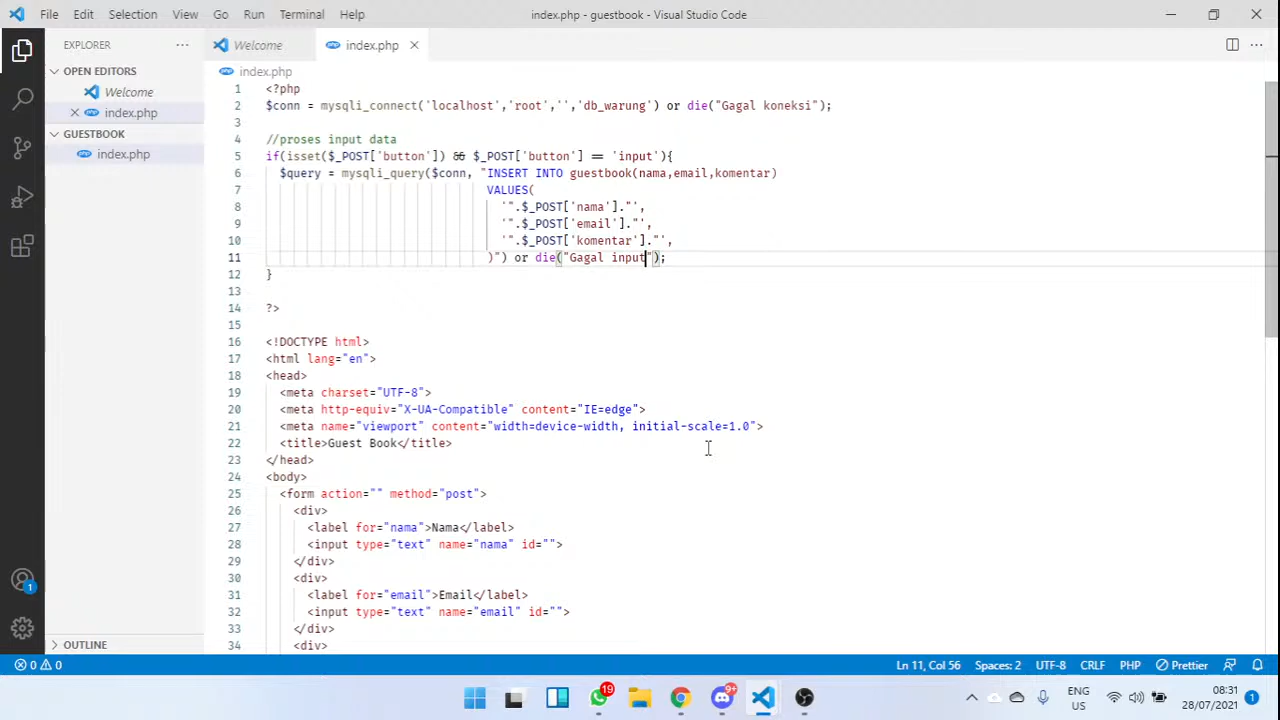 File Edit Selection View Go Run Terminal Help
index.php - guestbook - Visual Studio Code
EXPLORER
OPEN EDITORS
Welcome
index.php
GUESTBOOK
index.php
OUTLINE
Welcome
index.php
index.php
1 <?php
2 $conn = mysqli_connect('localhost','root','','db_warung') or die("Gagal koneksi");
3
4 //proses input data
5 if(isset($_POST['button']) && $_POST['button'] == 'input'){
6 $query = mysqli_query($conn, "INSERT INTO guestbook(nama,email,komentar)
7 VALUES(
8 '".$_POST['nama']."',
9 '".$_POST['email']."',
10 '".$_POST['komentar']."',
11 )") or die("Gagal input");
12 }
13
14 ?>
15
16 <!DOCTYPE html>
17 <html lang="en">
18 <head>
19 <meta charset="UTF-8">
20 <meta http-equiv="X-UA-Compatible" content="IE=edge">
21 <meta name="viewport" content="width=device-width, initial-scale=1.0">
22 <title>Guest Book</title>
23 </head>
24 <body>
25 <form action="" method="post">
26 <div>
27 <label for="nama">Nama</label>
28 <input type="text" name="nama" id="">
29 </div>
30 <div>
31 <label for="email">Email</label>
32 <input type="text" name="email" id="">
33 </div>
34 <div>
1
0 0 Ln 11, Col 56 Spaces: 2 UTF-8 CRLF PHP Prettier
19 9+ ENG US 08:31 28/07/2021 1